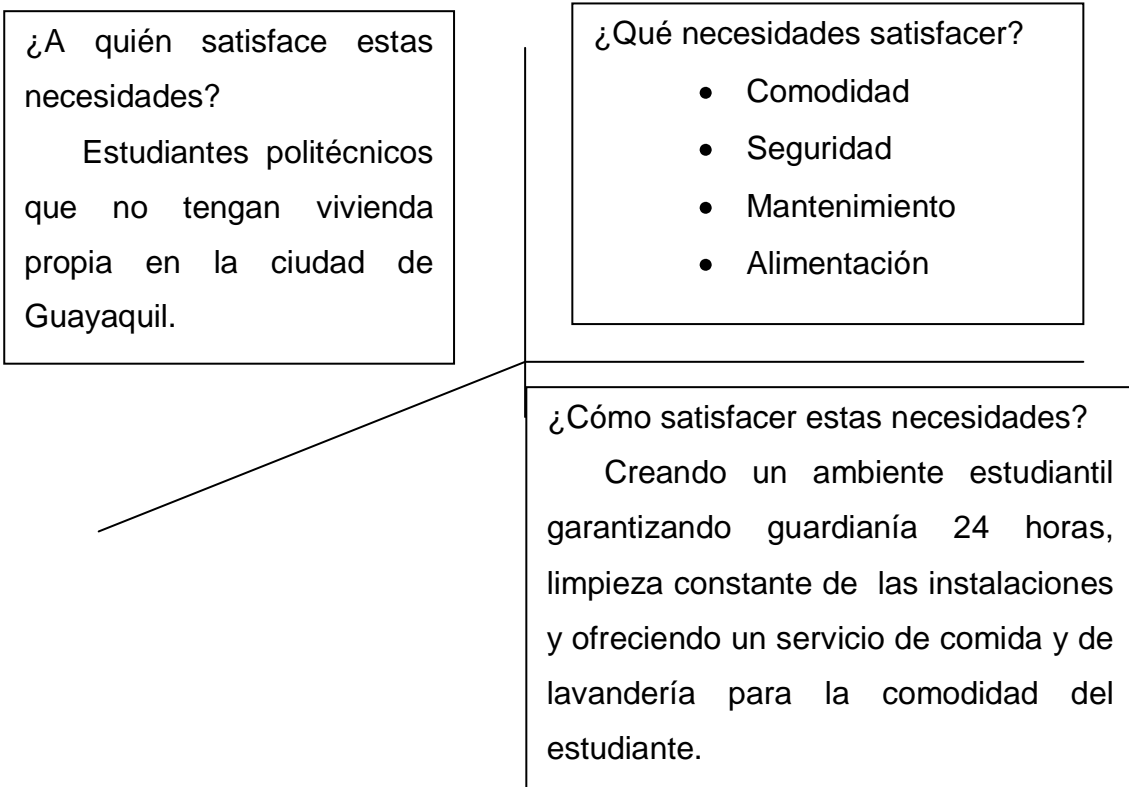 ¿A quién satisface estas
necesidades?
Estudiantes politécnicos
que no tengan vivienda
propia en la ciudad de
Guayaquil.
¿Qué necesidades satisfacer?
• Comodidad
• Seguridad
• Mantenimiento
• Alimentación
¿Cómo satisfacer estas necesidades?
Creando un ambiente estudiantil
garantizando guardianía 24 horas,
limpieza constante de las instalaciones
y ofreciendo un servicio de comida y de
lavandería para la comodidad del
estudiante.